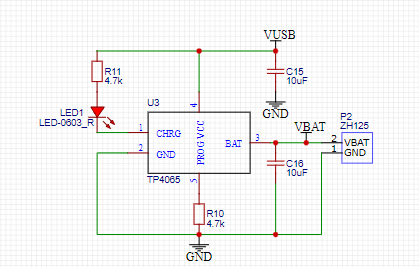 VUSB
R11
4.7k
C15
10uF
GND
LED1
LED-0603_R
U3
4
1
CHRG
PROG VCC
2
GND
BAT
3
TP4065
5
VBAT
P2
ZH125
2
VBAT
1
GND
C16
10uF
R10
4.7k
GND